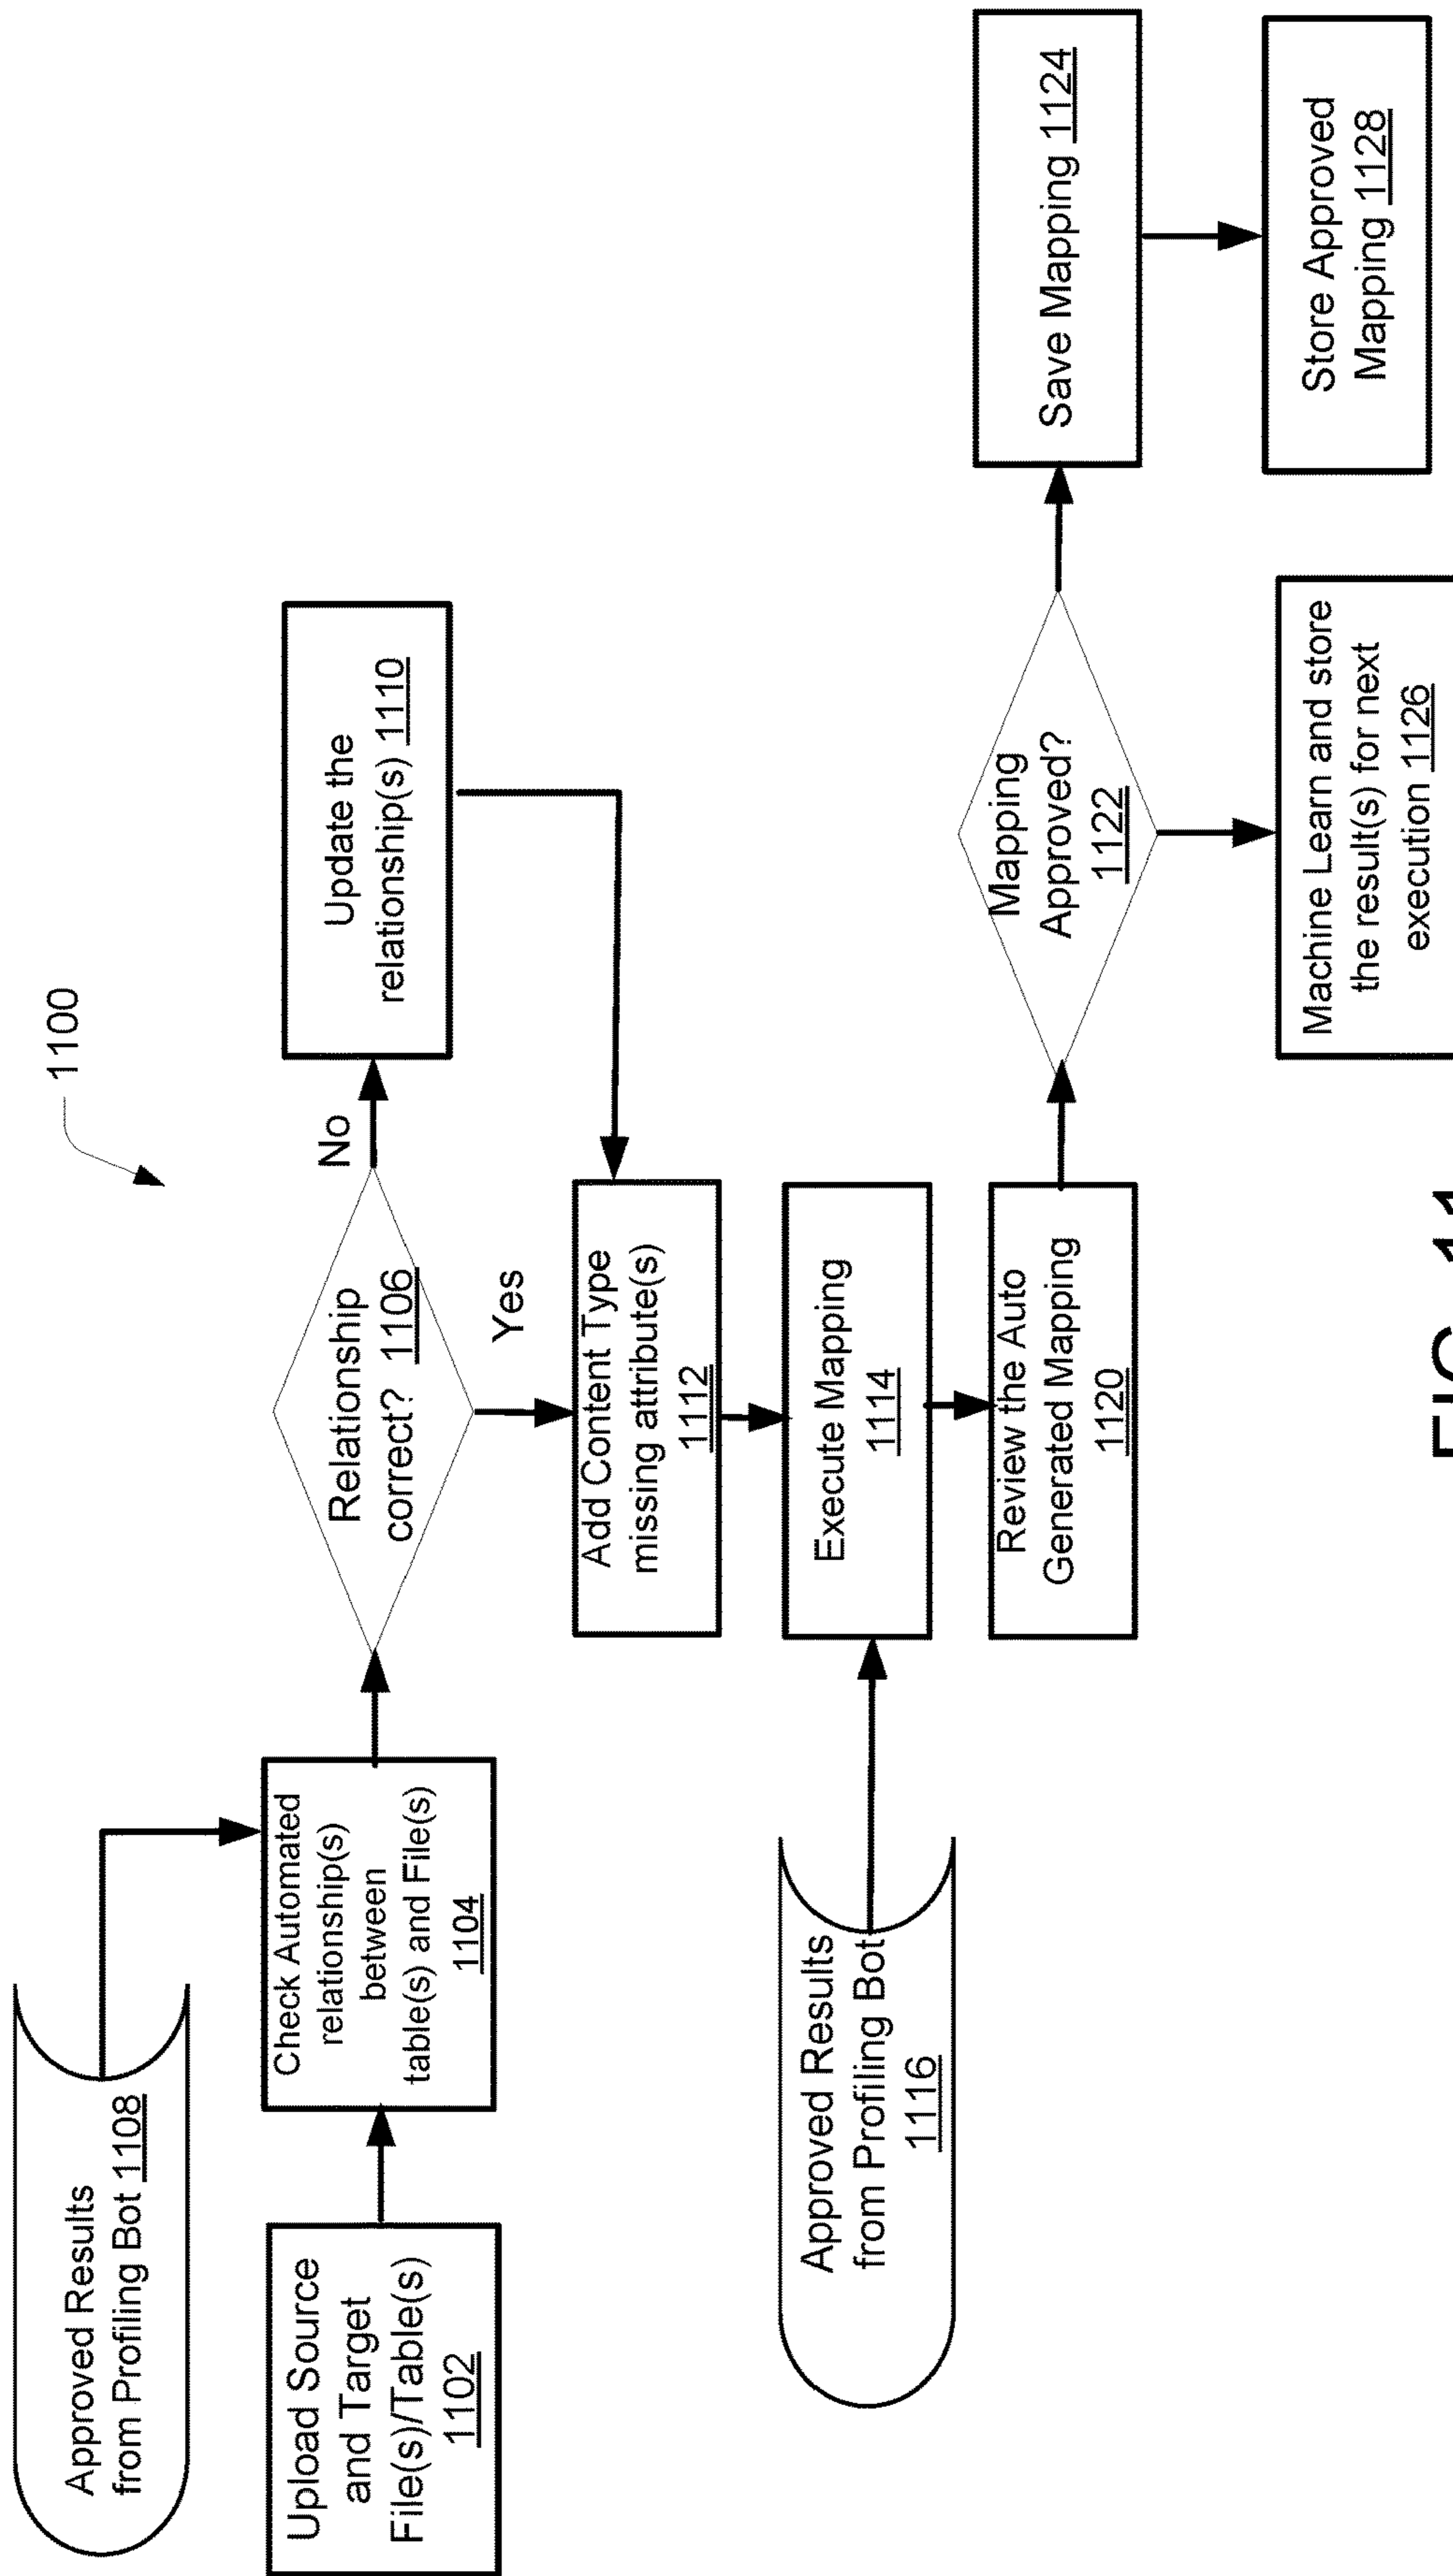 1100
Approved Results
from Profiling Bot 1108
Upload Source
and Target
File(s)/Table(s)
1102
Check Automated
relationship(s)
between
table(s) and File(s)
1104
Relationship
correct? 1106
No
Update the
relationship(s) 1110
Yes
Add Content Type
missing attribute(s)
1112
Approved Results
from Profiling Bot
1116
Execute Mapping
1114
Review the Auto
Generated Mapping
1120
Mapping
Approved?
1122
Save Mapping 1124
Machine Learn and store
the result(s) for next
execution 1126
Store Approved
Mapping 1128
FIG. 11